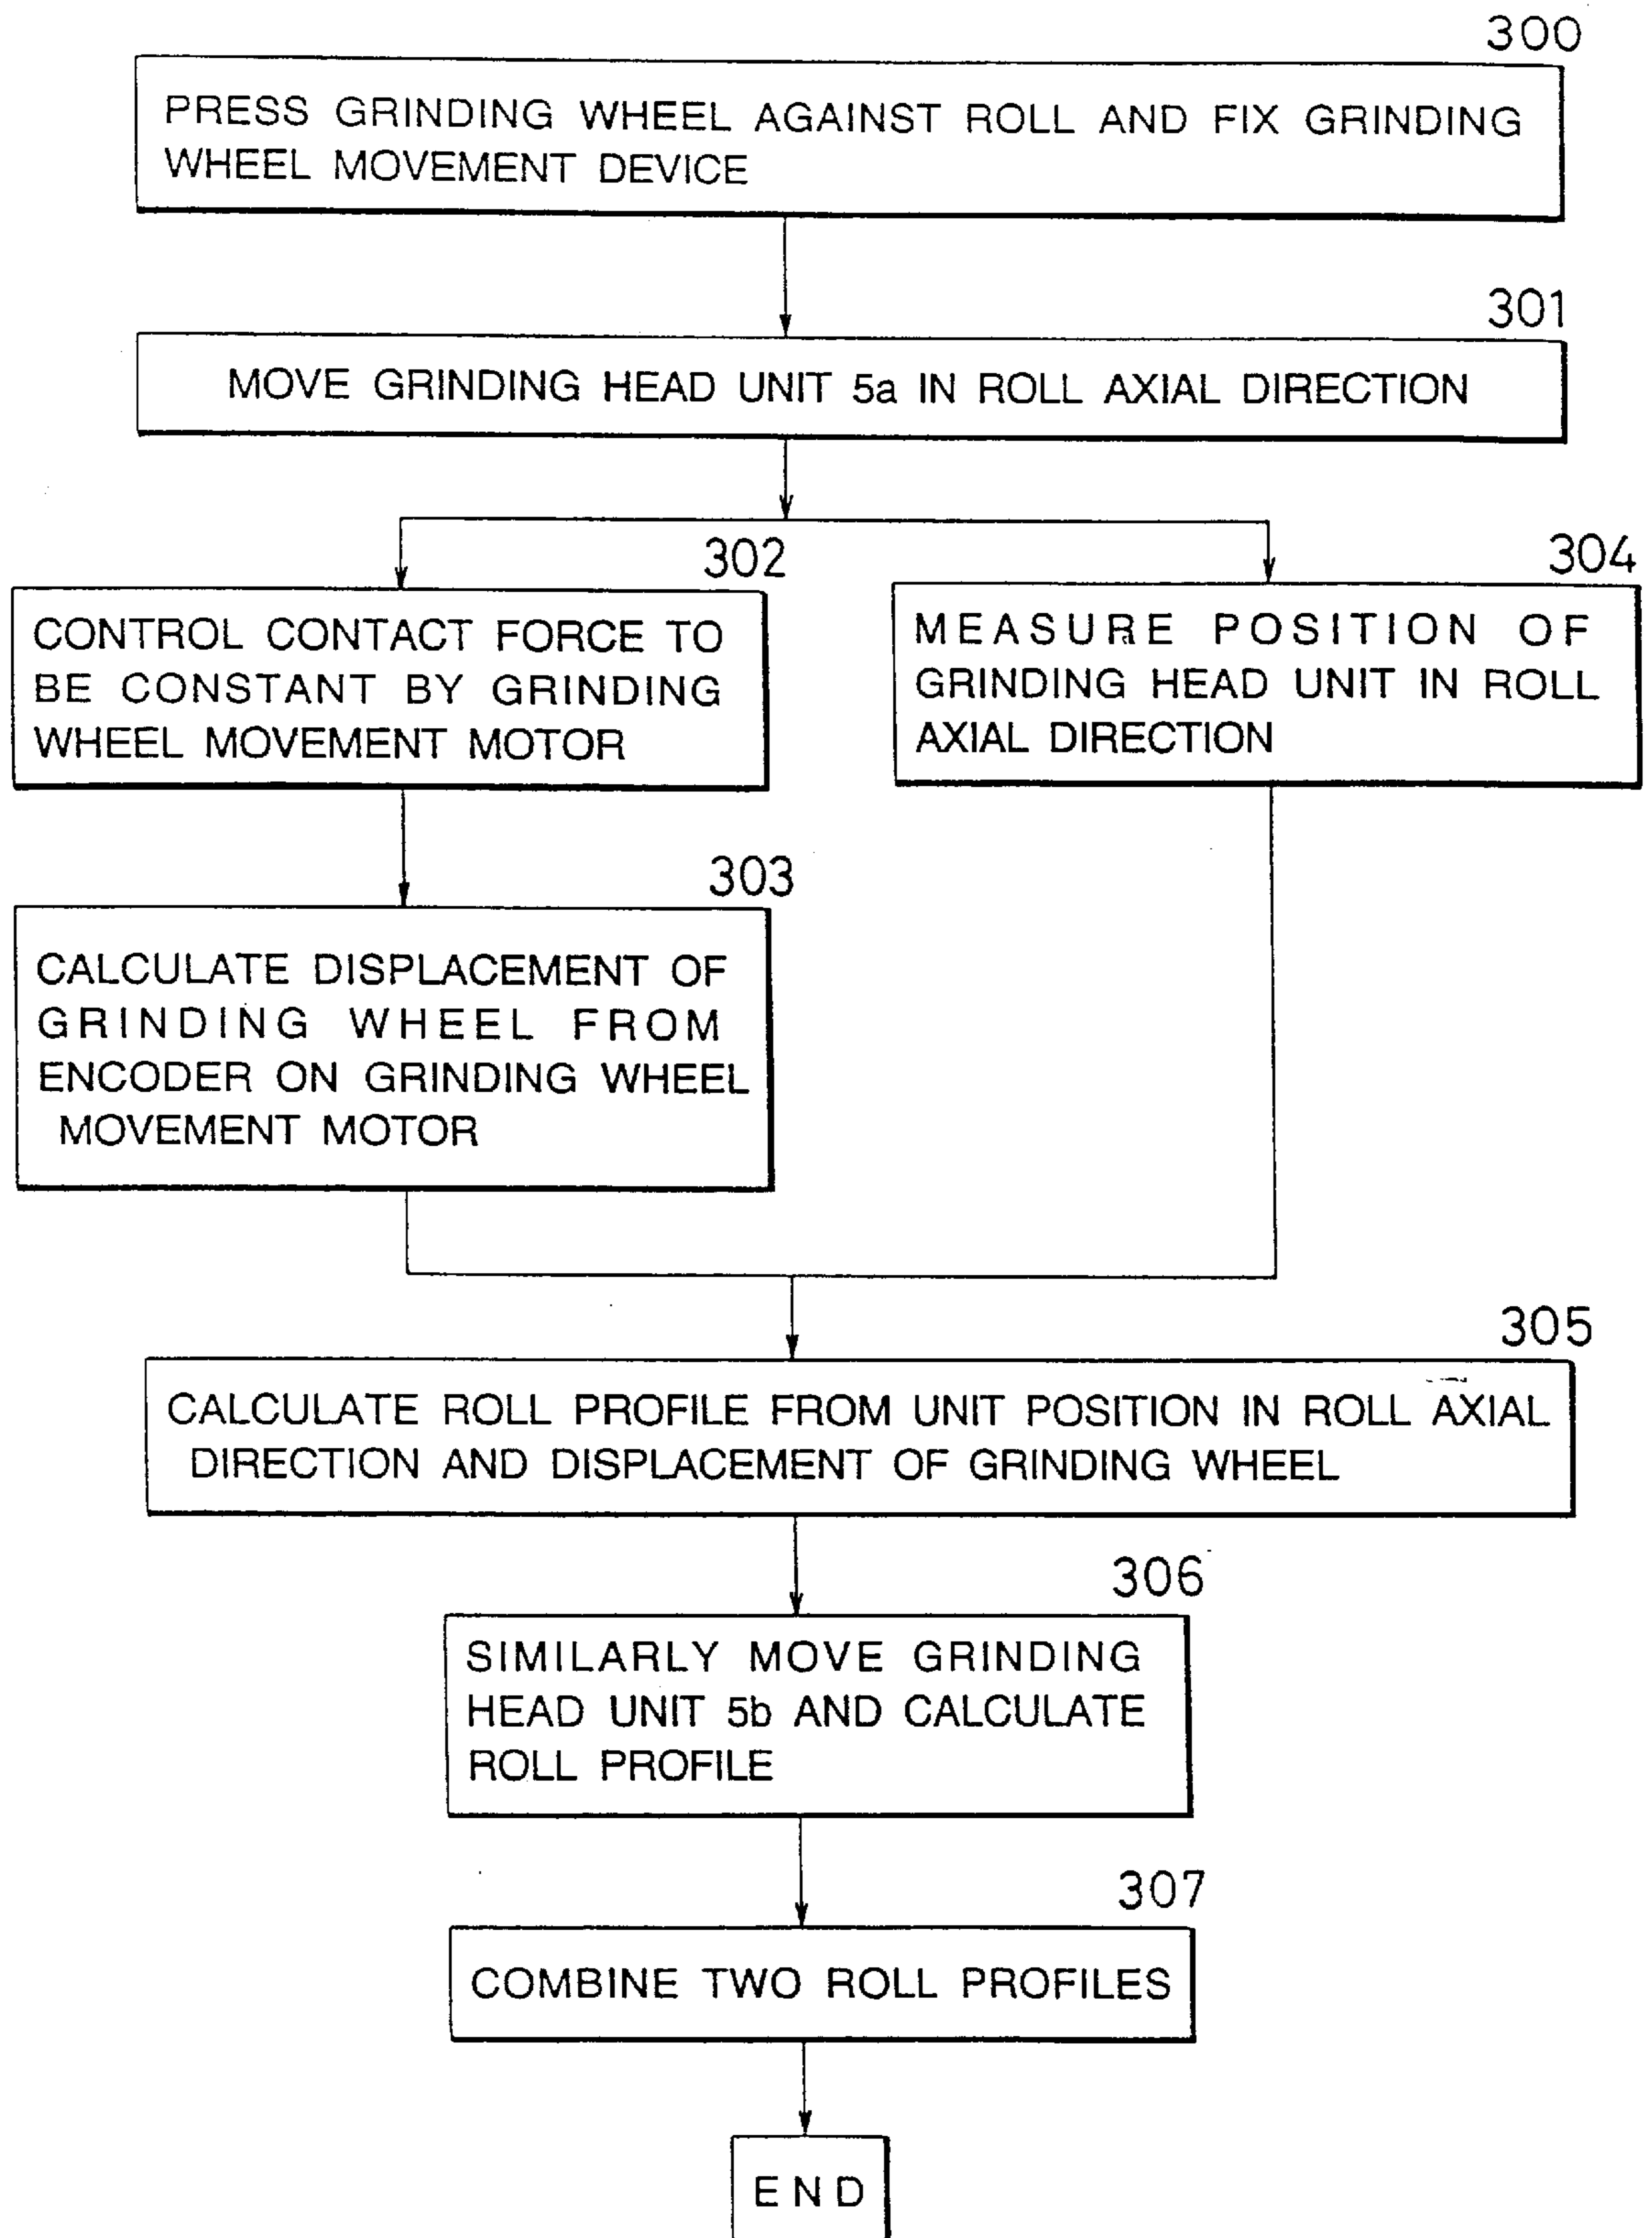 300
PRESS GRINDING WHEEL AGAINST ROLL AND FIX GRINDING
WHEEL MOVEMENT DEVICE
301
MOVE GRINDING HEAD UNIT 5a IN ROLL AXIAL DIRECTION
302
CONTROL CONTACT FORCE TO
BE CONSTANT BY GRINDING
WHEEL MOVEMENT MOTOR
304
MEASURE POSITION OF
GRINDING HEAD UNIT IN ROLL
AXIAL DIRECTION
303
CALCULATE DISPLACEMENT OF
GRINDING WHEEL FROM
ENCODER ON GRINDING WHEEL
MOVEMENT MOTOR
305
CALCULATE ROLL PROFILE FROM UNIT POSITION IN ROLL AXIAL
DIRECTION AND DISPLACEMENT OF GRINDING WHEEL
306
SIMILARLY MOVE GRINDING
HEAD UNIT 5b AND CALCULATE
ROLL PROFILE
307
COMBINE TWO ROLL PROFILES
END